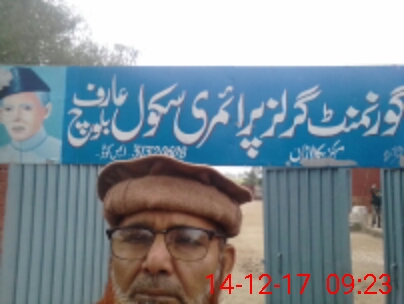 گورنمنٹ گرلز پرائمری سکول عارف بلوچ
14-12-17 09:23